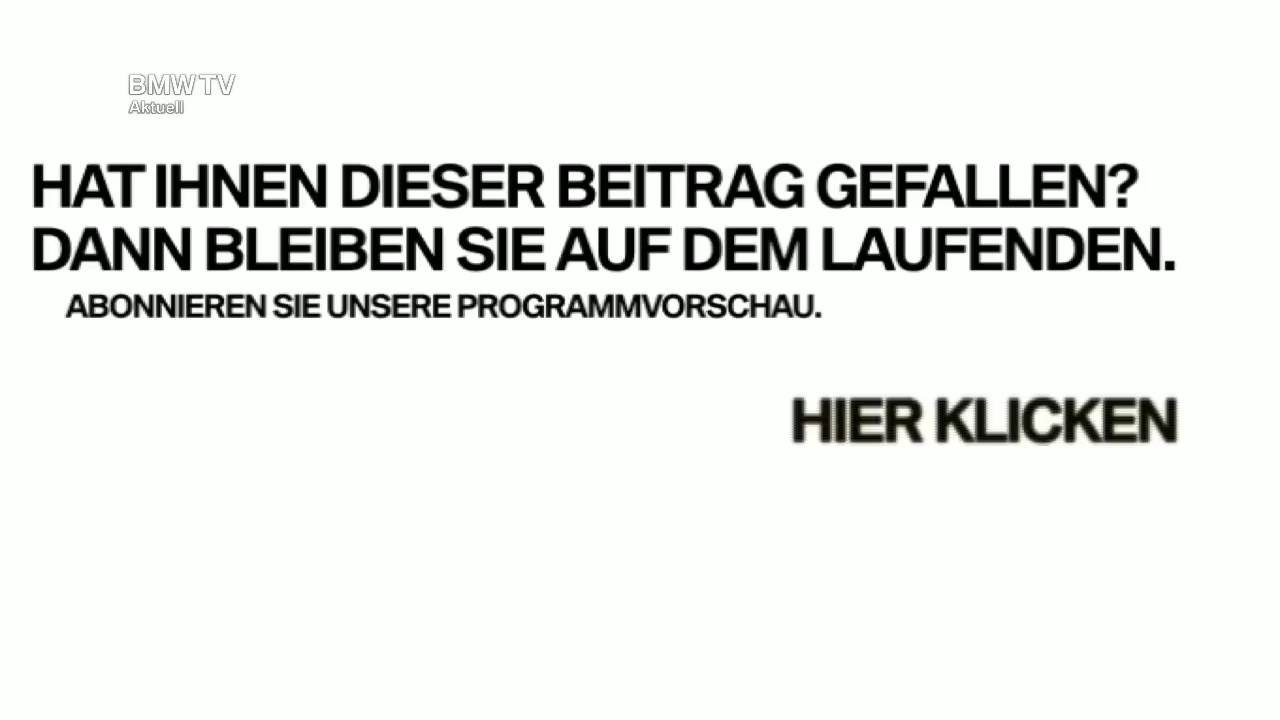 BMW TV
Aktuell
HAT IHNEN DIESER BEITRAG GEFALLEN?
DANN BLEIBEN SIE AUF DEM LAUFENDEN.
ABONNIEREN SIE UNSERE PROGRAMMVORSCHAU.
HIER KLICKEN